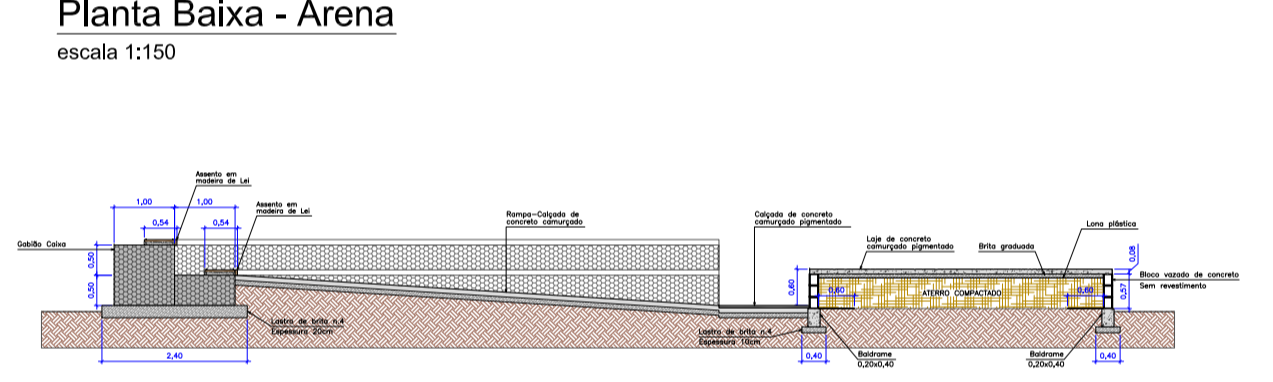 Planta Baixa - Arena
escala 1:150
Assento em
madeira de Lei
1,00
1,00
Assento em
madeira de Lei
0,54
0,54
Gabião Caixa
0,50
0,50
Lastro de brita n.4
Espessura 20cm
2,40
Rampa-Calçada de
concreto camurçado
Calçada de concreto
camurçado pigmentado
Laje de concreto
camurçado pigmentado
Brita graduada
Lona plástica
0,08
Bloco vazado de concreto
Sem revestimento
0,60
0,60
ATERRO COMPACTADO
0,60
0,57
Lastro de brita n.4
Espessura 10cm
0,40
Baldrame
0,20x0,40
Baldrame
0,20x0,40
0,40